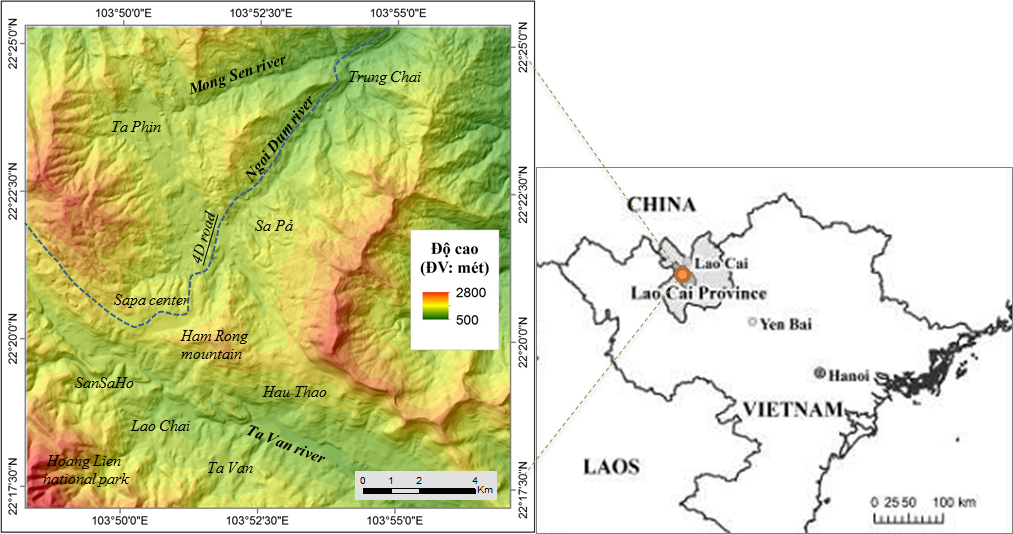 103°50'0"E
103°52'30"E
103°55'0"E
22°25'0"N
22°22'30"N
22°20'0"N
22°17'30"N
Mong Sen river
Trung Chai
Ta Phin
Ngoi Dum river
4D road
Sa Pả
Sapa center
Ham Rong
mountain
SanSaHo
Hau Thao
Lao Chai
Ta Van river
Hoang Lien
national park
Ta Van
Độ cao
(ĐV: mét)
2800
500
0 1 2 4
Km
103°50'0"E
103°52'30"E
103°55'0"E
22°25'0"N
22°22'30"N
22°20'0"N
22°17'30"N
CHINA
Lao Cai
Lao Cai Province
Yen Bai
Hanoi
VIETNAM
LAOS
0 25 50 100 km